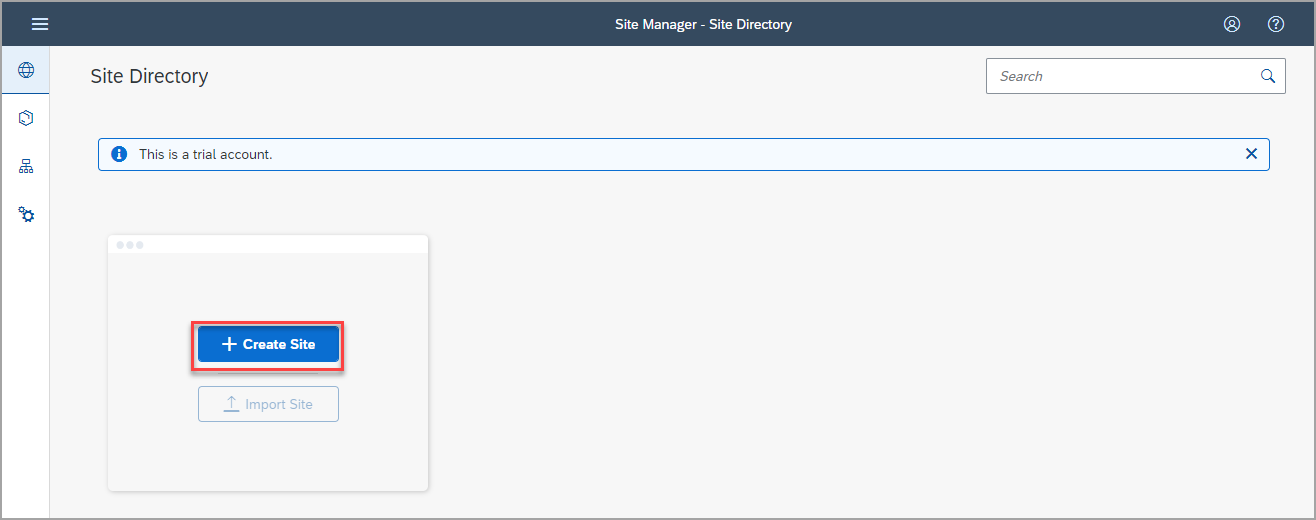 Site Manager - Site Directory
Site Directory
Search
This is a trial account.
Create Site
Import Site